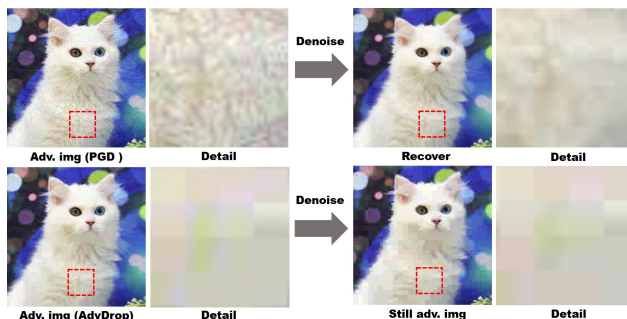 Denoise
Adv. img (PGD )
Detail
Recover
Detail
Denoise
Adv. img (AdvDrop)
Detail
Still adv. img
Detail